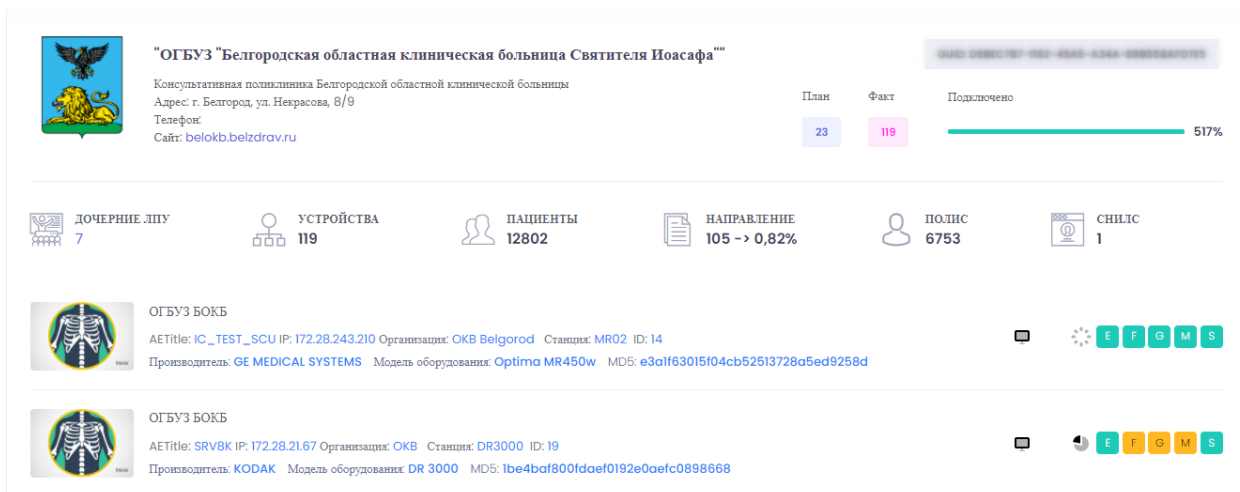 "ОГБУЗ "Белгородская областная клиническая больница Святителя Иоасафа""
Консультативная поликлиника Белгородской областной клинической больницы
Адрес: г. Белгород, ул. Некрасова, 8/9
Телефон:
Сайт: belokb.belzdrav.ru
План Факт Подключено
23 119 517%
ДОЧЕРНИЕ ЛПУ
7
УСТРОЙСТВА
119
ПАЦИЕНТЫ
12802
НАПРАВЛЕНИЕ
105 -> 0,82%
ПОЛИС
6753
СНИЛС
1
ОГБУЗ БОКБ
AETitle: IC_TEST_SCU IP: 172.28.243.210 Организация: OKB Belgorod Станция: MR02 ID: 14
Производитель: GE MEDICAL SYSTEMS Модель оборудования: Optima MR450w MD5: e3a1f63015f04cb52513728a5ed9258d
E F G M S
ОГБУЗ БОКБ
AETitle: SRV8K IP: 172.28.21.67 Организация: OKB Станция: DR3000 ID: 19
Производитель: KODAK Модель оборудования: DR 3000 MD5: 1be4baf800fdaef0192e0aefc0898668
E F G M S